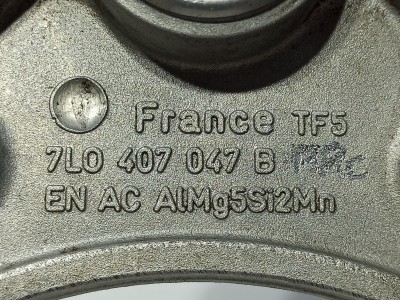 France TF5
7L0 407 047 B
EN AC AlMg5Si2Mn